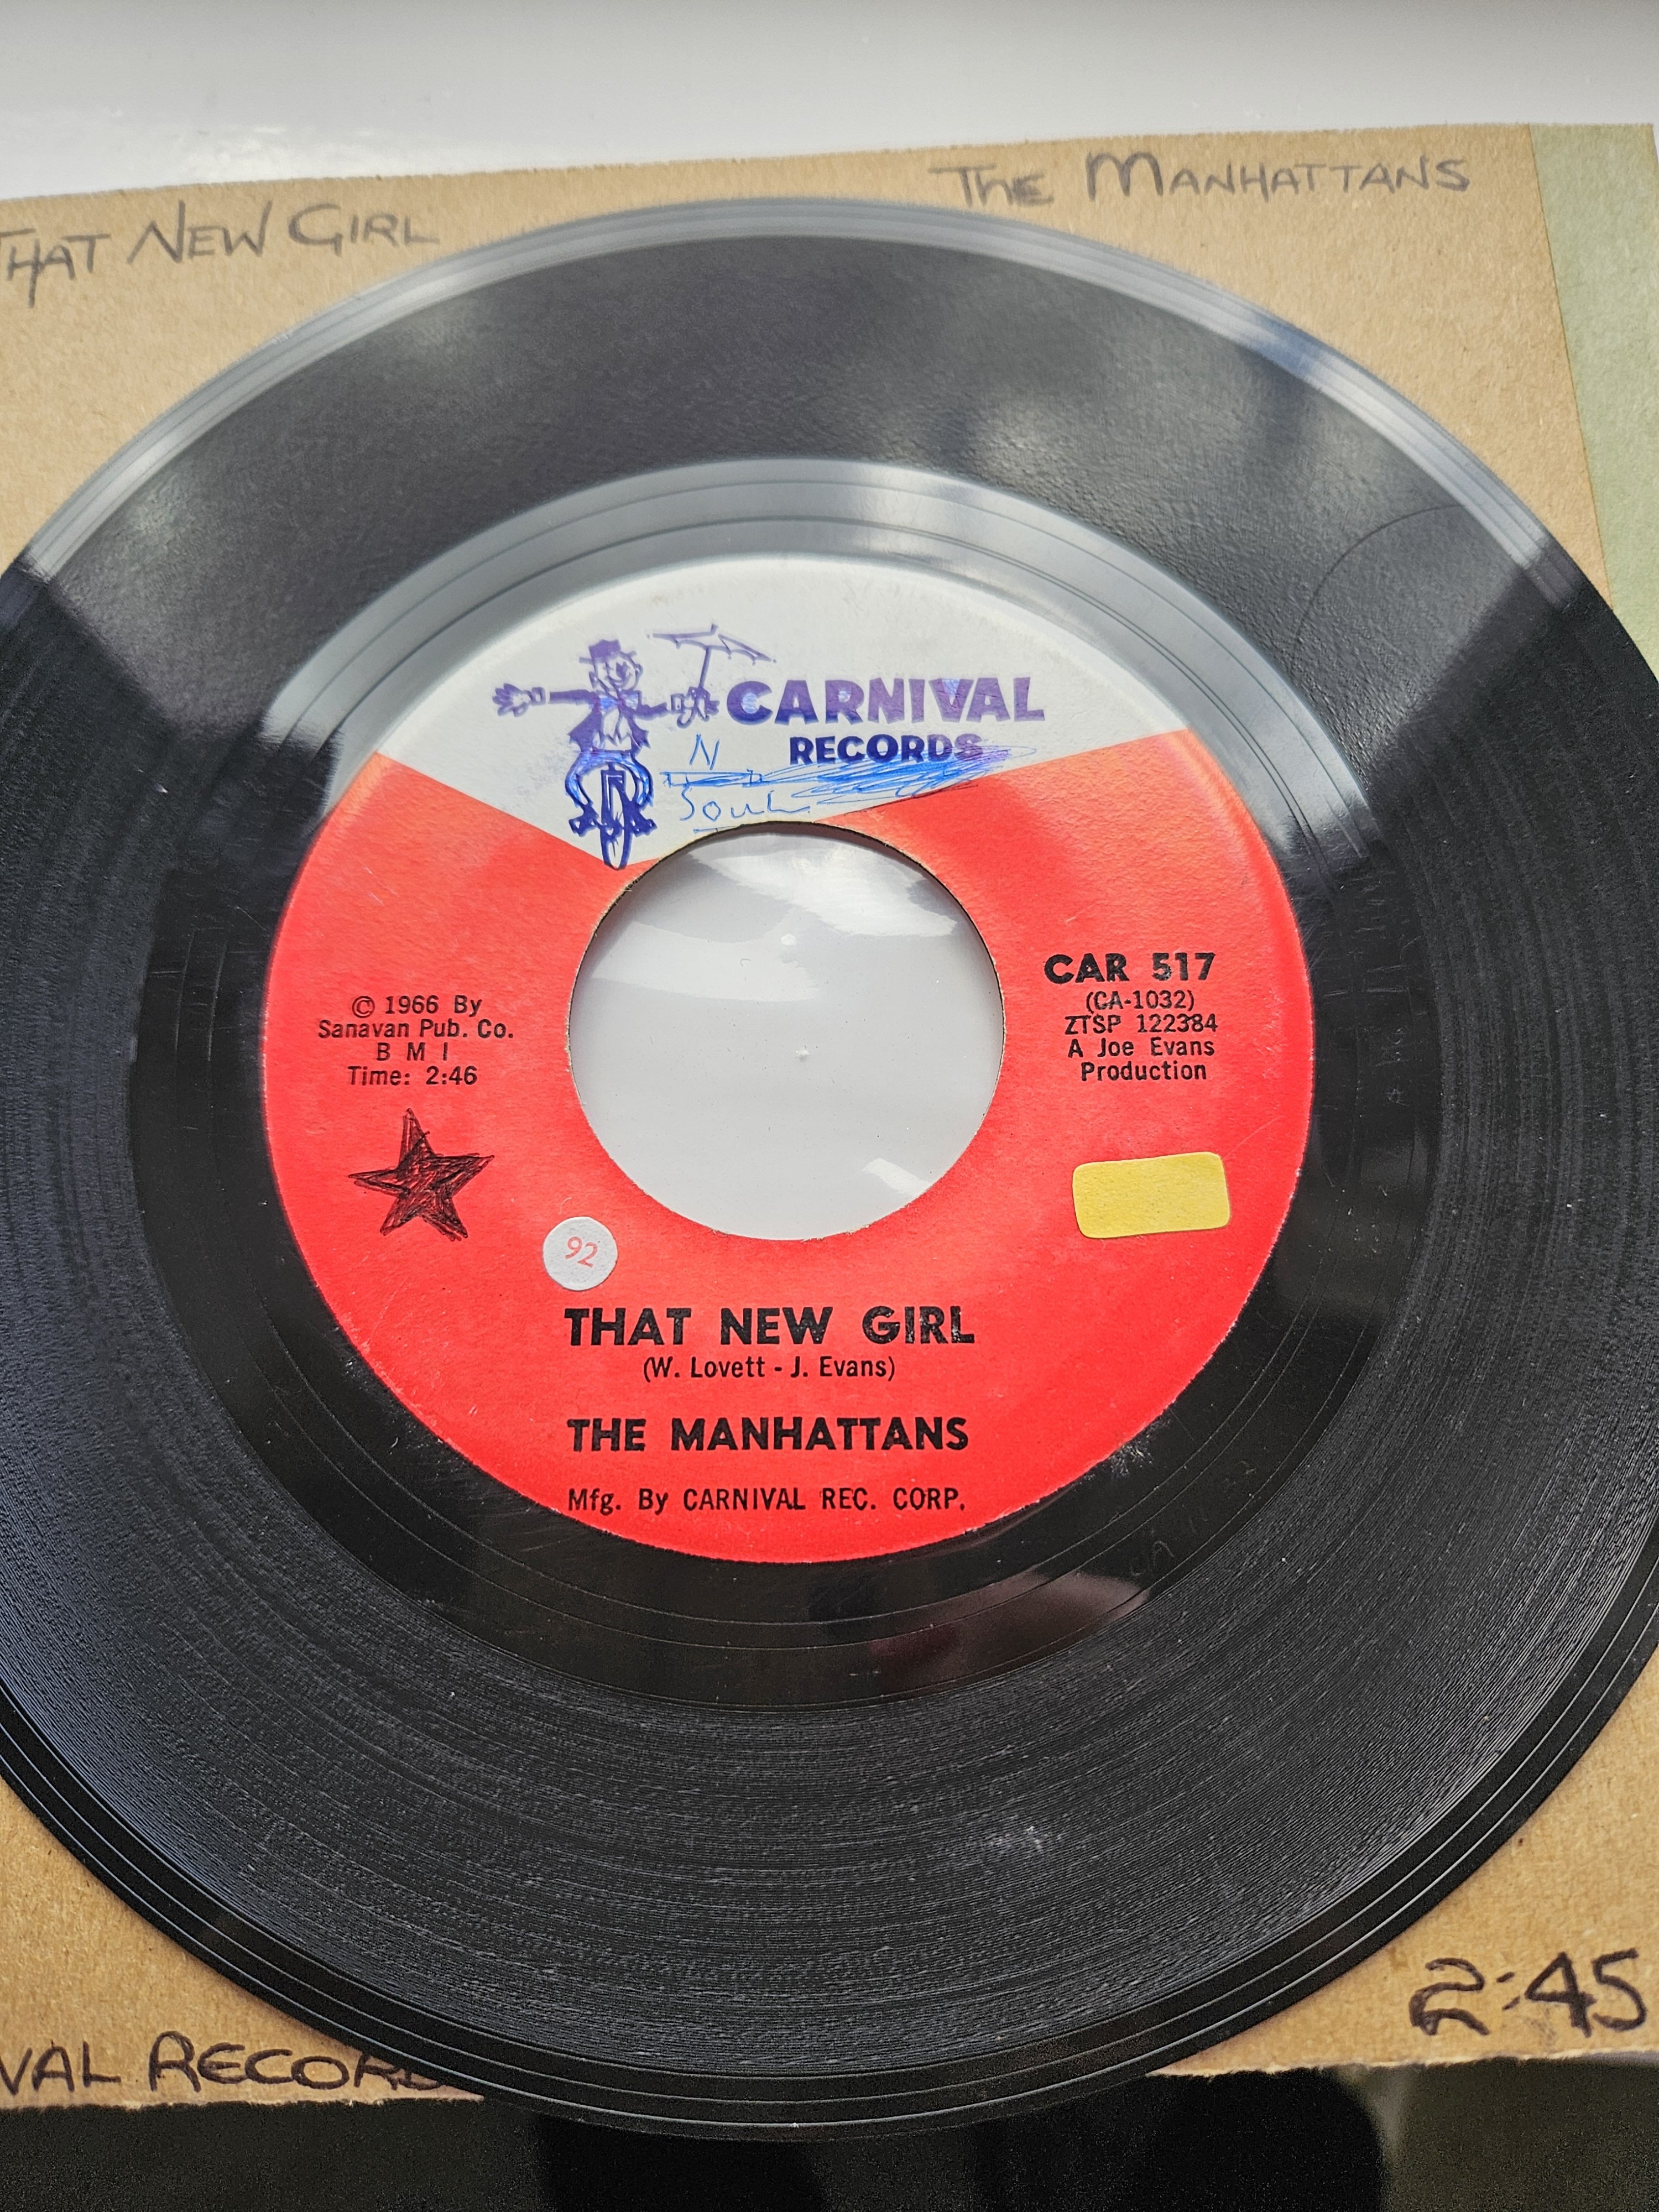 THAT NEW GIRL
THE MANHATTANS
CARNIVAL
RECORDS
N
SOUL
© 1966 By
Sanavan Pub. Co.
B M I
Time: 2:46
CAR 517
(CA-1032)
ZTSP 122384
A Joe Evans
Production
92
THAT NEW GIRL
(W. Lovett - J. Evans)
THE MANHATTANS
Mfg. By CARNIVAL REC. CORP.
2:45
VAL RECORD